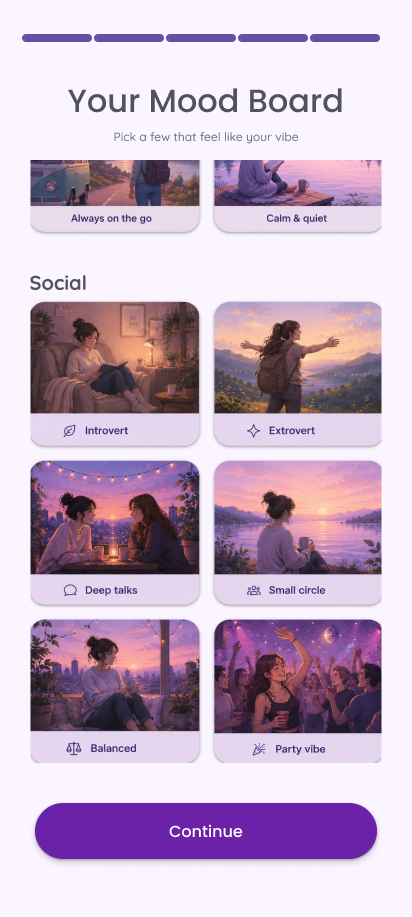 Your Mood Board
Pick a few that feel like your vibe
Always on the go
Calm & quiet
Social
Introvert
Extrovert
Deep talks
Small circle
Balanced
Party vibe
Continue